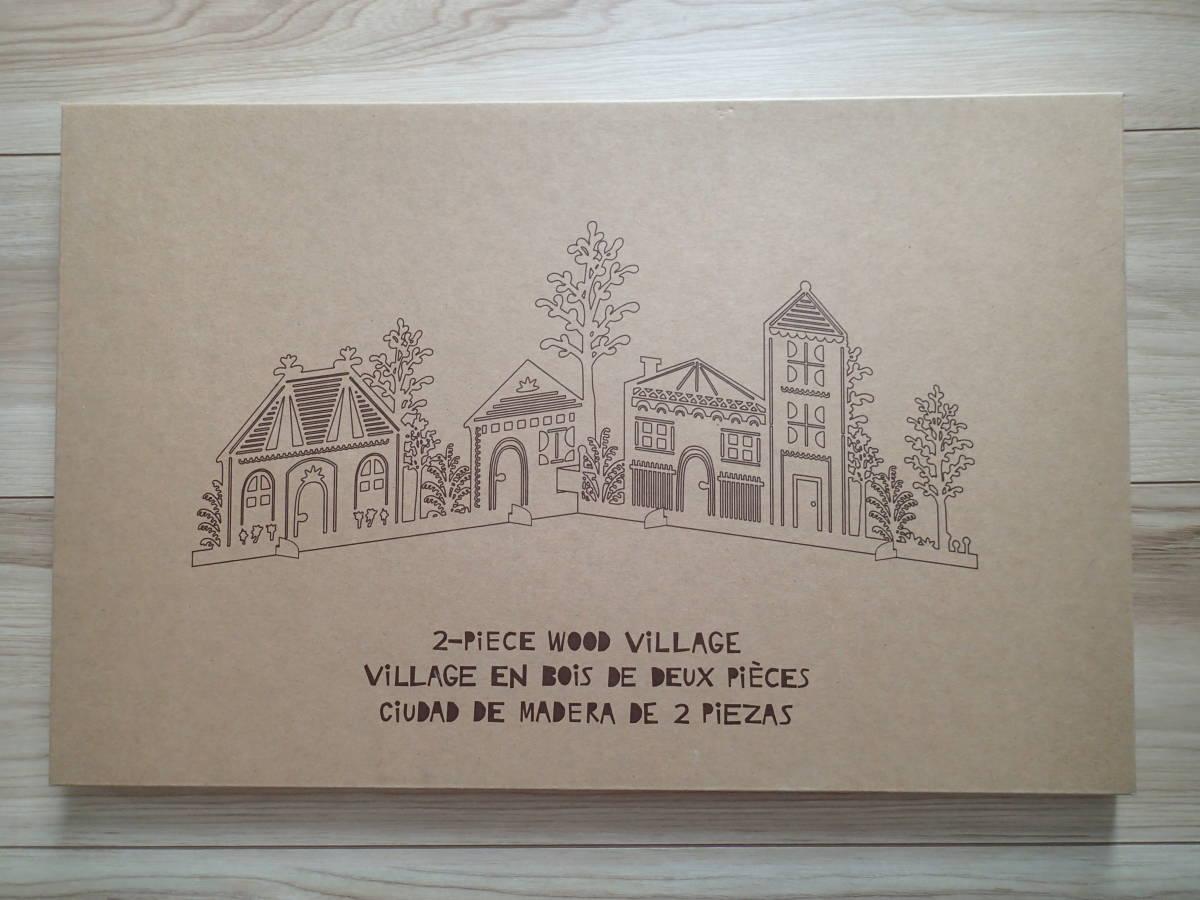 2-PiECE WOOD ViLLAGE
ViLLAGE EN BOiS DE DEUX PiÈCES
CiUDAD DE MADERA DE 2 PiEZAS